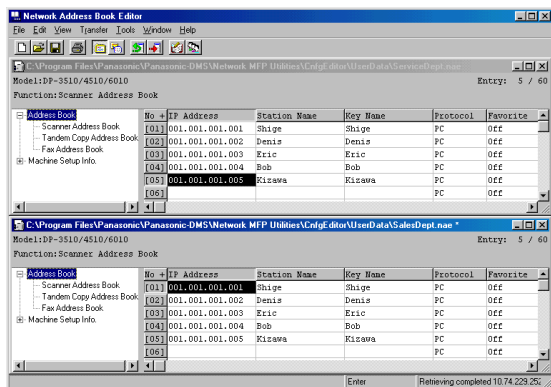 Network Address Book Editor
File Edit View Transfer Tools Window Help
C:\Program Files\Panasonic\Panasonic-DMS\Network MFP Utilities\CnfgEditor\UserData\ServiceDept.nae
Model:DP-3510/4510/6010 Entry: 5 / 60
Function:Scanner Address Book
Address Book
Scanner Address Book
Tandem Copy Address Book
Fax Address Book
Machine Setup Info.
No + IP Address Station Name Key Name Protocol Favorite
[01] 001.001.001.001 Shige Shige PC Off
[02] 001.001.001.002 Denis Denis PC Off
[03] 001.001.001.003 Eric Eric PC Off
[04] 001.001.001.004 Bob Bob PC Off
[05] 001.001.001.005 Kizawa Kizawa PC Off
[06] PC Off
C:\Program Files\Panasonic\Panasonic-DMS\Network MFP Utilities\CnfgEditor\UserData\SalesDept.nae *
Model:DP-3510/4510/6010 Entry: 5 / 60
Function:Scanner Address Book
Address Book
Scanner Address Book
Tandem Copy Address Book
Fax Address Book
Machine Setup Info.
No + IP Address Station Name Key Name Protocol Favorite
[01] 001.001.001.001 Shige Shige PC Off
[02] 001.001.001.002 Denis Denis PC Off
[03] 001.001.001.003 Eric Eric PC Off
[04] 001.001.001.004 Bob Bob PC Off
[05] 001.001.001.005 Kizawa Kizawa PC Off
[06] PC Off
Enter Retrieving completed 10.74.229.252